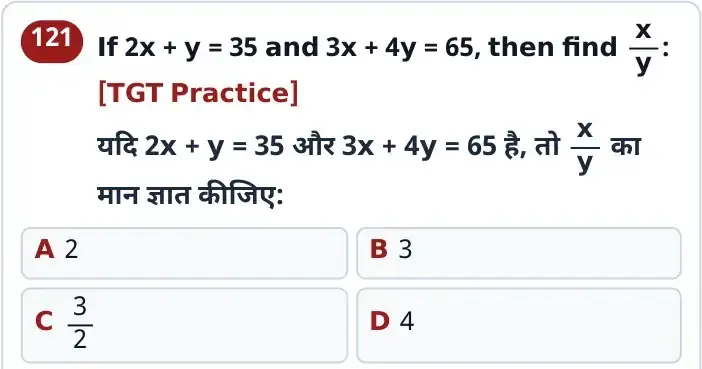 121 If 2x + y = 35 and 3x + 4y = 65, then find x/y :
[TGT Practice]
यदि 2x + y = 35 और 3x + 4y = 65 है, तो x/y का
मान ज्ञात कीजिए:
A 2
B 3
C 3/2
D 4